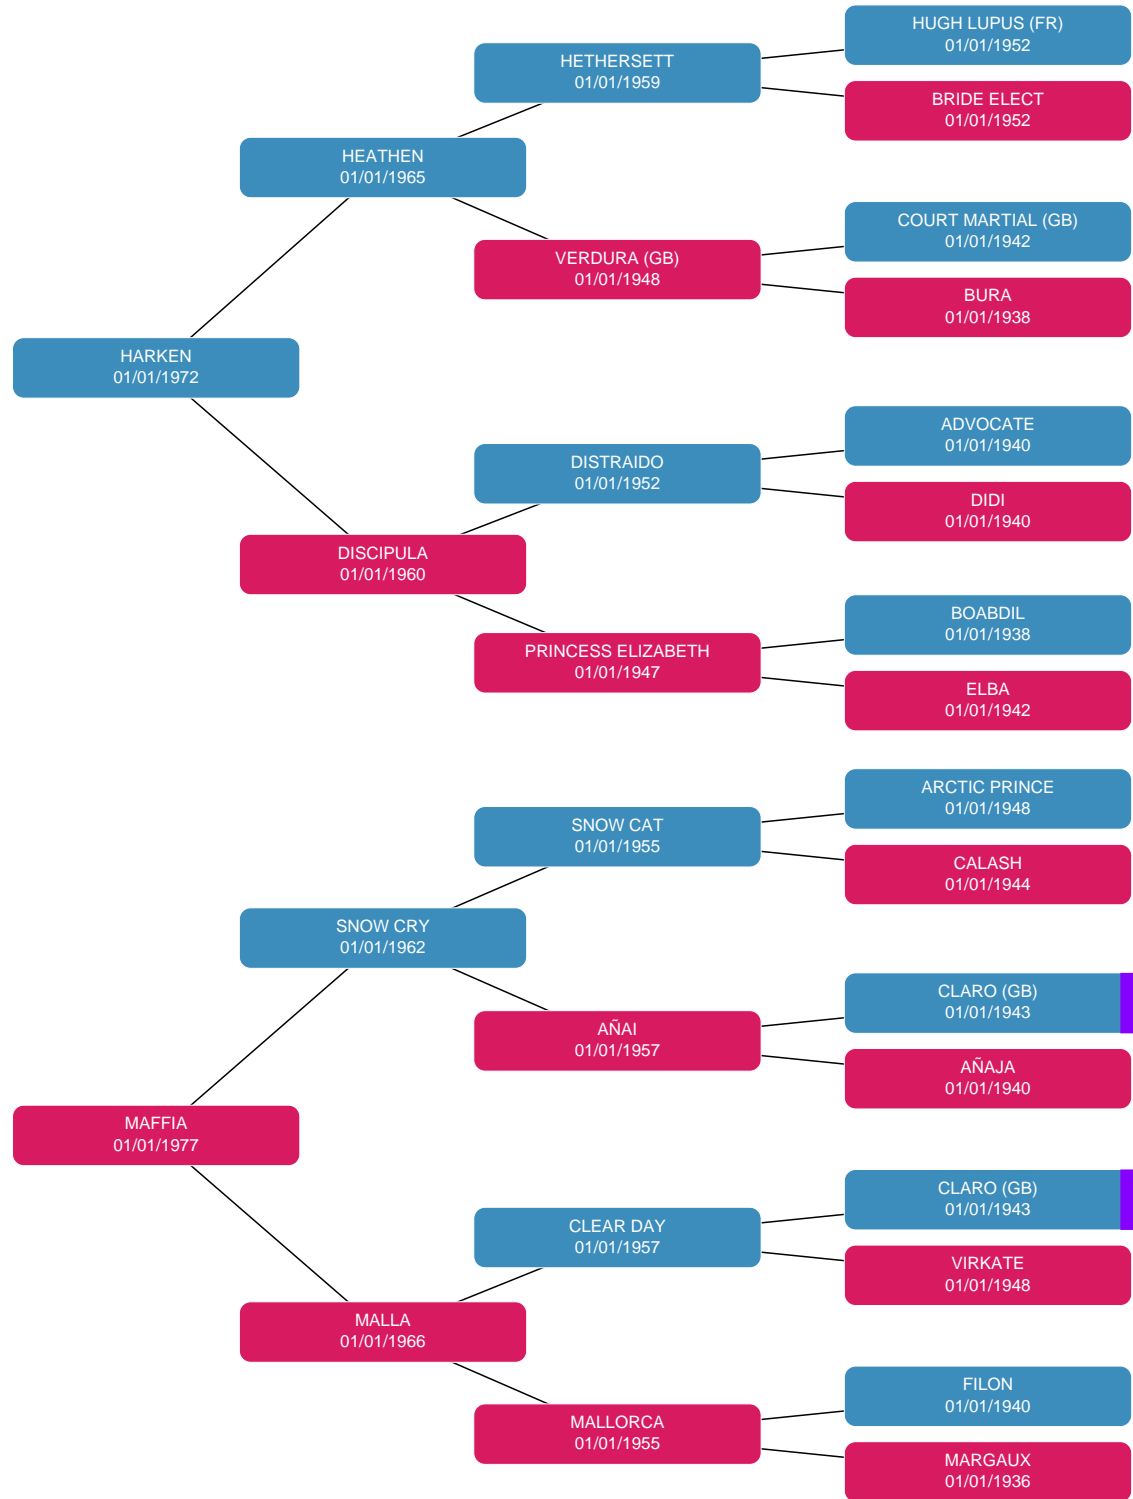 HUGH LUPUS (FR)
01/01/1952
HETHERSETT
01/01/1959
BRIDE ELECT
01/01/1952
HEATHEN
01/01/1965
COURT MARTIAL (GB)
01/01/1942
VERDURA (GB)
01/01/1948
BURA
01/01/1938
HARKEN
01/01/1972
ADVOCATE
01/01/1940
DISTRAIDO
01/01/1952
DIDI
01/01/1940
DISCIPULA
01/01/1960
BOABDIL
01/01/1938
PRINCESS ELIZABETH
01/01/1947
ELBA
01/01/1942
ARCTIC PRINCE
01/01/1948
SNOW CAT
01/01/1955
CALASH
01/01/1944
SNOW CRY
01/01/1962
CLARO (GB)
01/01/1943
AÑAI
01/01/1957
AÑAJA
01/01/1940
MAFFIA
01/01/1977
CLARO (GB)
01/01/1943
CLEAR DAY
01/01/1957
VIRKATE
01/01/1948
MALLA
01/01/1966
FILON
01/01/1940
MALLORCA
01/01/1955
MARGAUX
01/01/1936